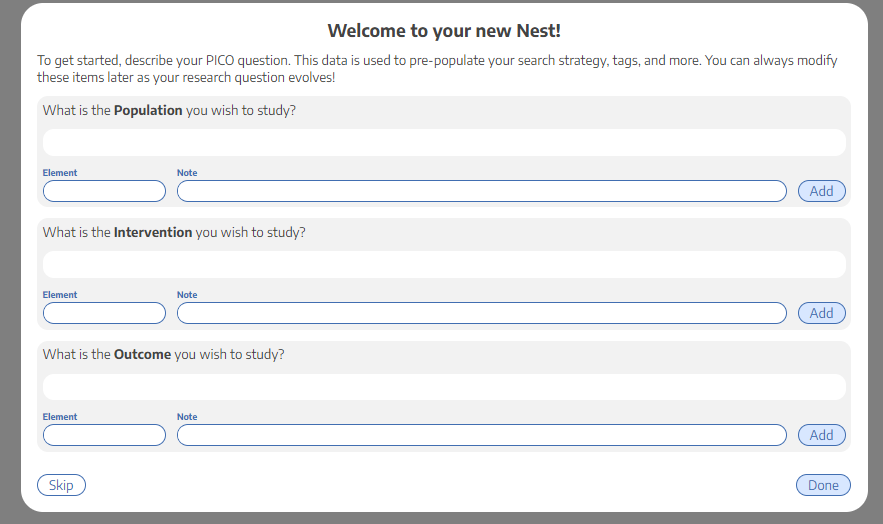 Welcome to your new Nest!
To get started, describe your PICO question. This data is used to pre-populate your search strategy, tags, and more. You can always modify
these items later as your research question evolves!
What is the Population you wish to study?
Element Note
Add
What is the Intervention you wish to study?
Element Note
Add
What is the Outcome you wish to study?
Element Note
Add
Skip Done